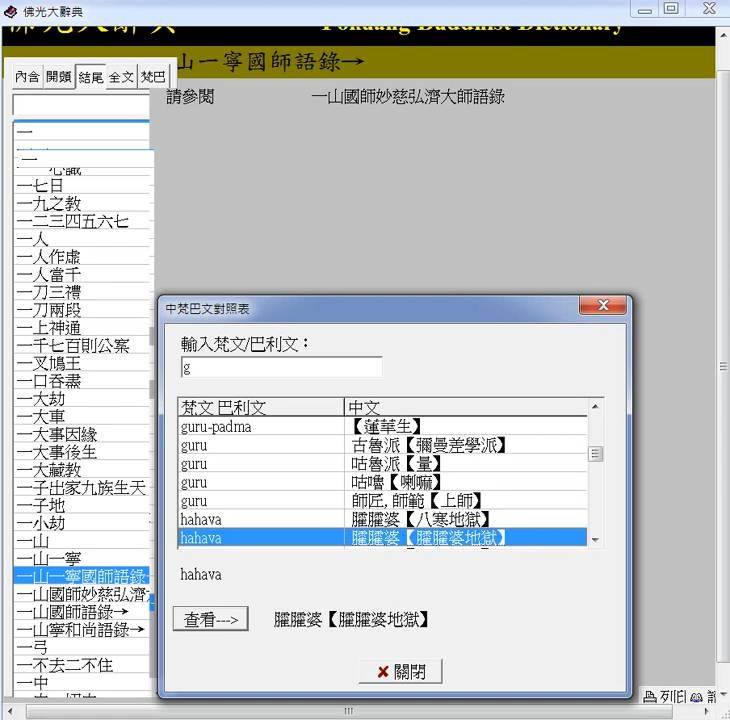 佛光大辭典
Buddhist Dictionary
山一寧國師語錄→
內含 開頭 結尾 全文 梵巴
請參閱 一山國師妙慈弘濟大師語錄
一
一
一七日
一九之教
一二三四五六七
一人
一人作虛
一人當千
一刀三禮
一刀兩段
一上神通
一千七百則公案
一叉鳩王
一口吞盡
一大劫
一大車
一大事因緣
一大事後生
一大藏教
一子出家九族生天
一子地
一小劫
一山
一山一寧
一山一寧國師語錄
一山國師妙慈弘濟
一山國師語錄→
一山寧和尚語錄→
一弓
一不去二不住
一中
中梵巴文對照表
輸入梵文/巴利文：
g
梵文 巴利文 中文
guru-padma 【蓮華生】
guru 古魯派【彌曼差學派】
guru 咕魯派【量】
guru 咕嚕【喇嘛】
guru 師匠,師範【上師】
hahava 臛臛婆【八寒地獄】
hahava 臛臛婆【臛臛婆地獄】
hahava
查看---> 臛臛婆【臛臛婆地獄】
關閉
列印